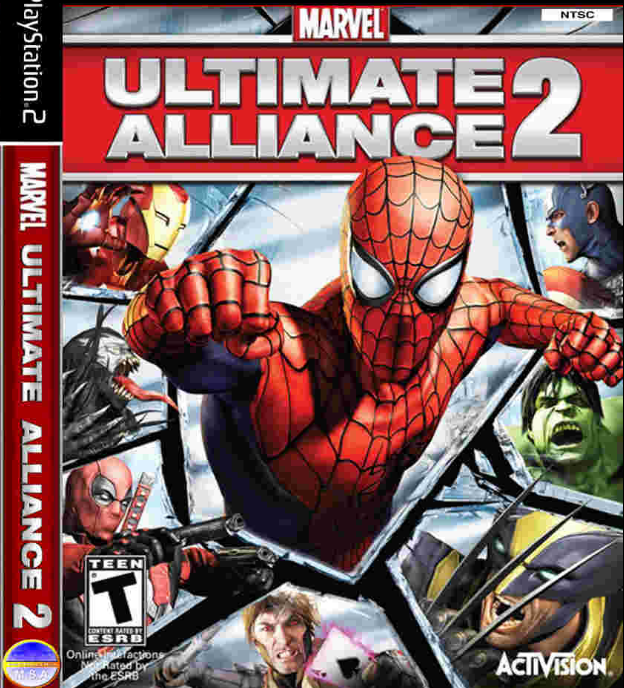 PlayStation.2
MARVEL ULTIMATE ALLIANCE 2
M.B.A
NTSC
MARVEL
ULTIMATE
ALLIANCE 2
TEEN
T
CONTENT RATED BY
ESRB
Online Interactions
Not Rated by
the ESRB
ACTIVISION